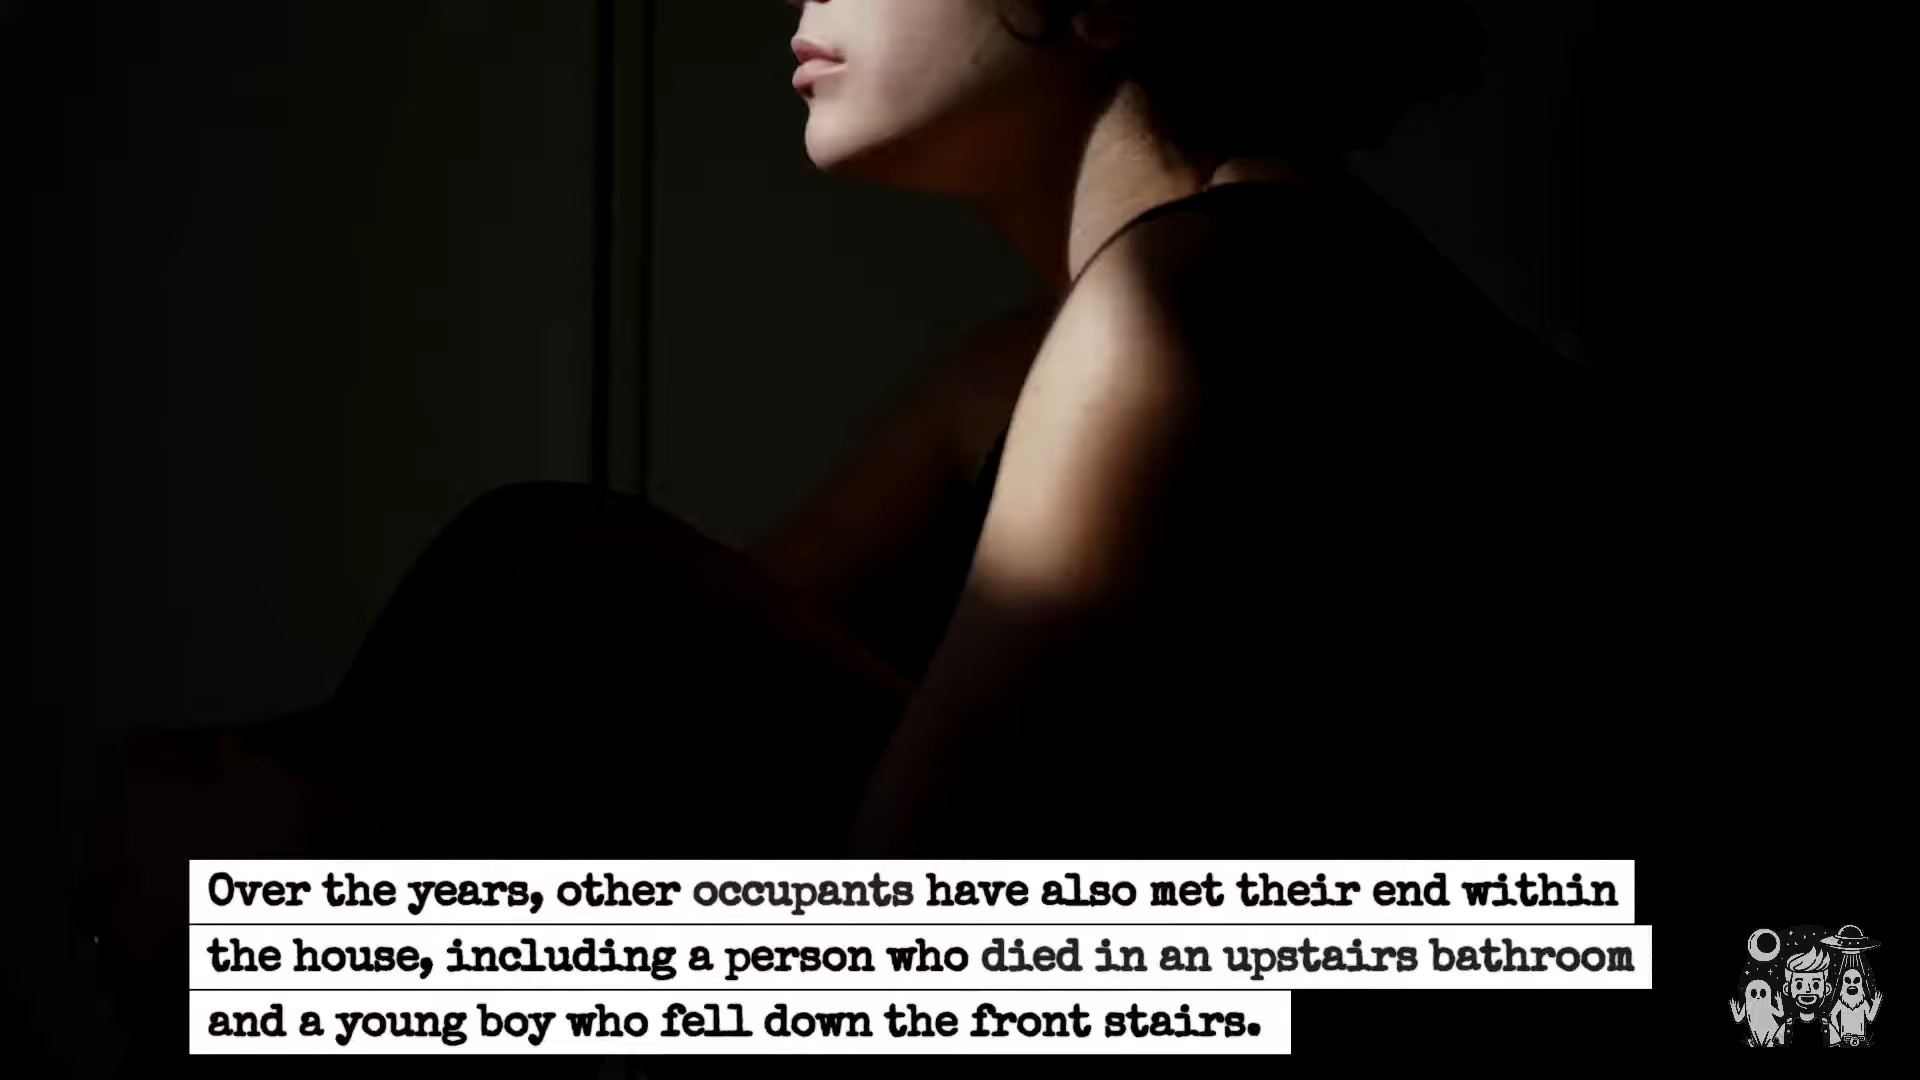 Over the years, other occupants have also met their end within
the house, including a person who died in an upstairs bathroom
and a young boy who fell down the front stairs.